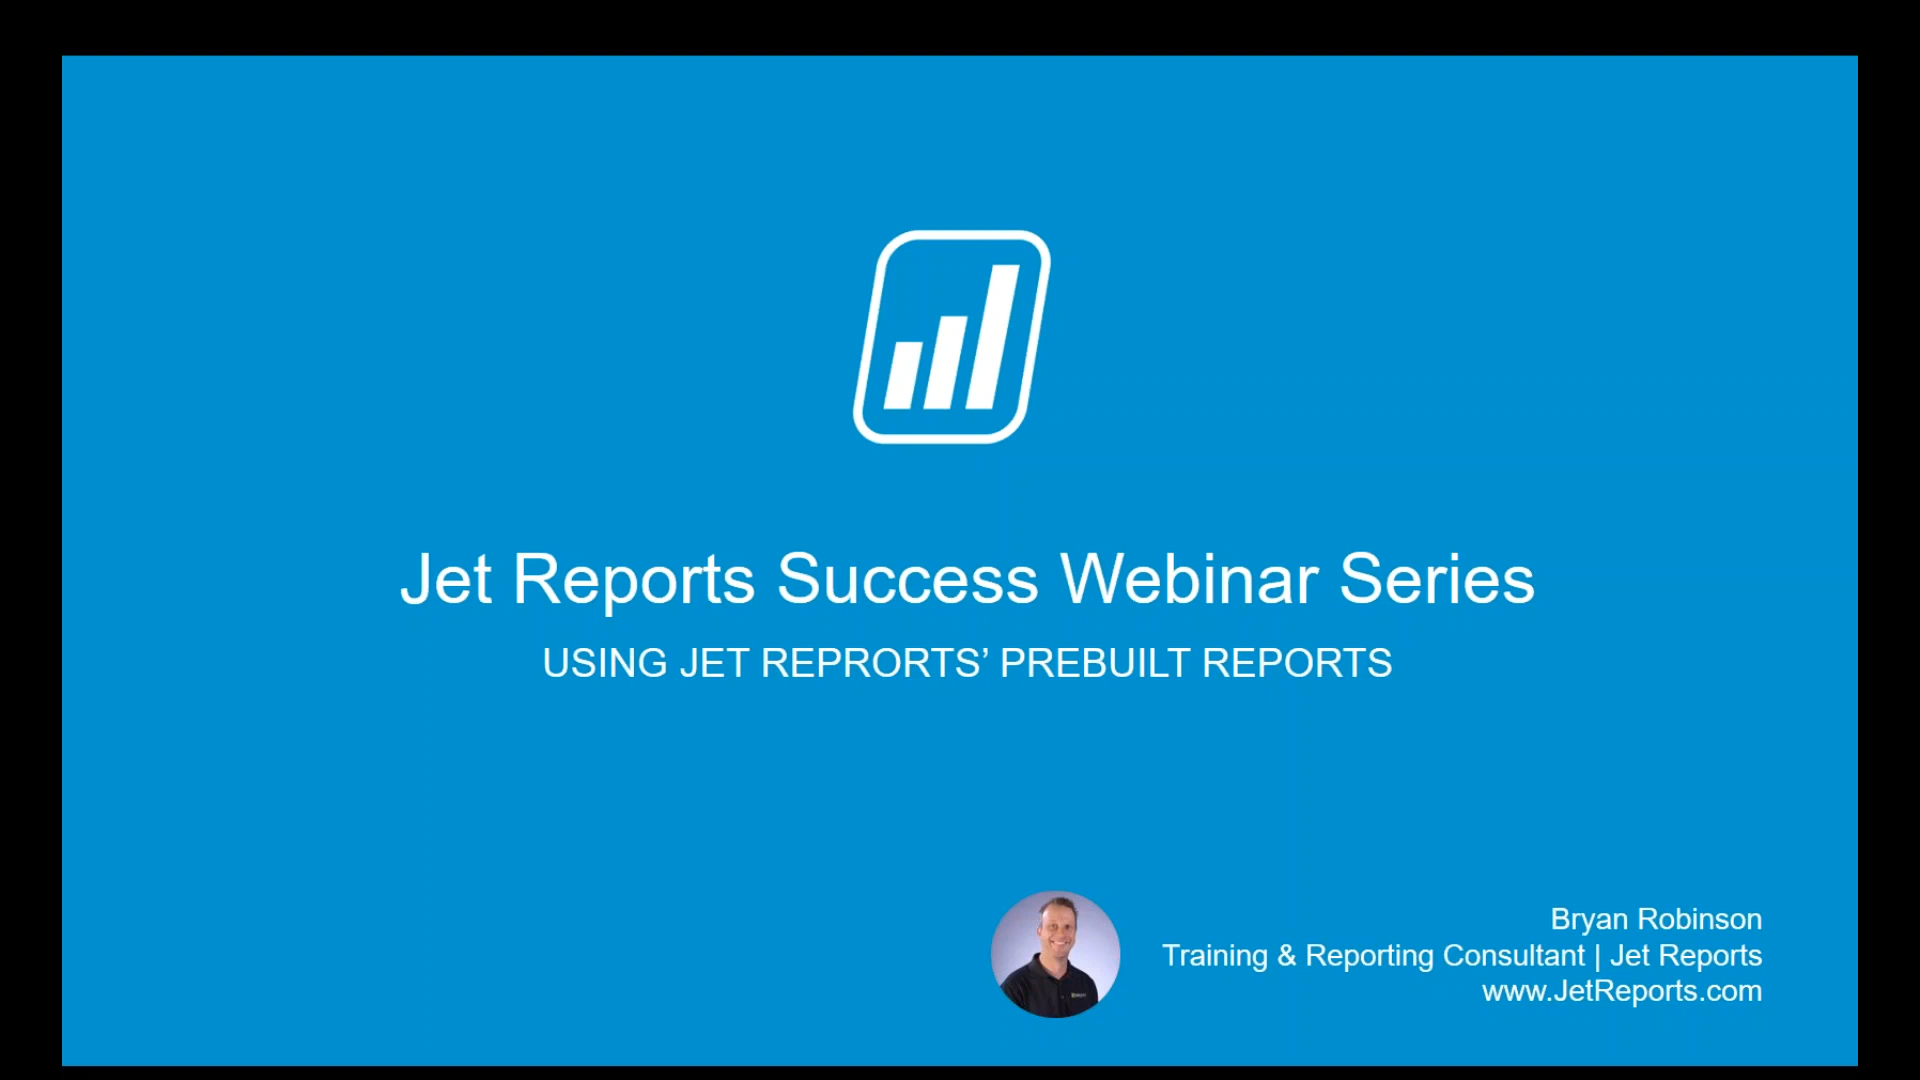 Jet Reports Success Webinar Series
USING JET REPRORTS’ PREBUILT REPORTS
Bryan Robinson
Training & Reporting Consultant | Jet Reports
www.JetReports.com